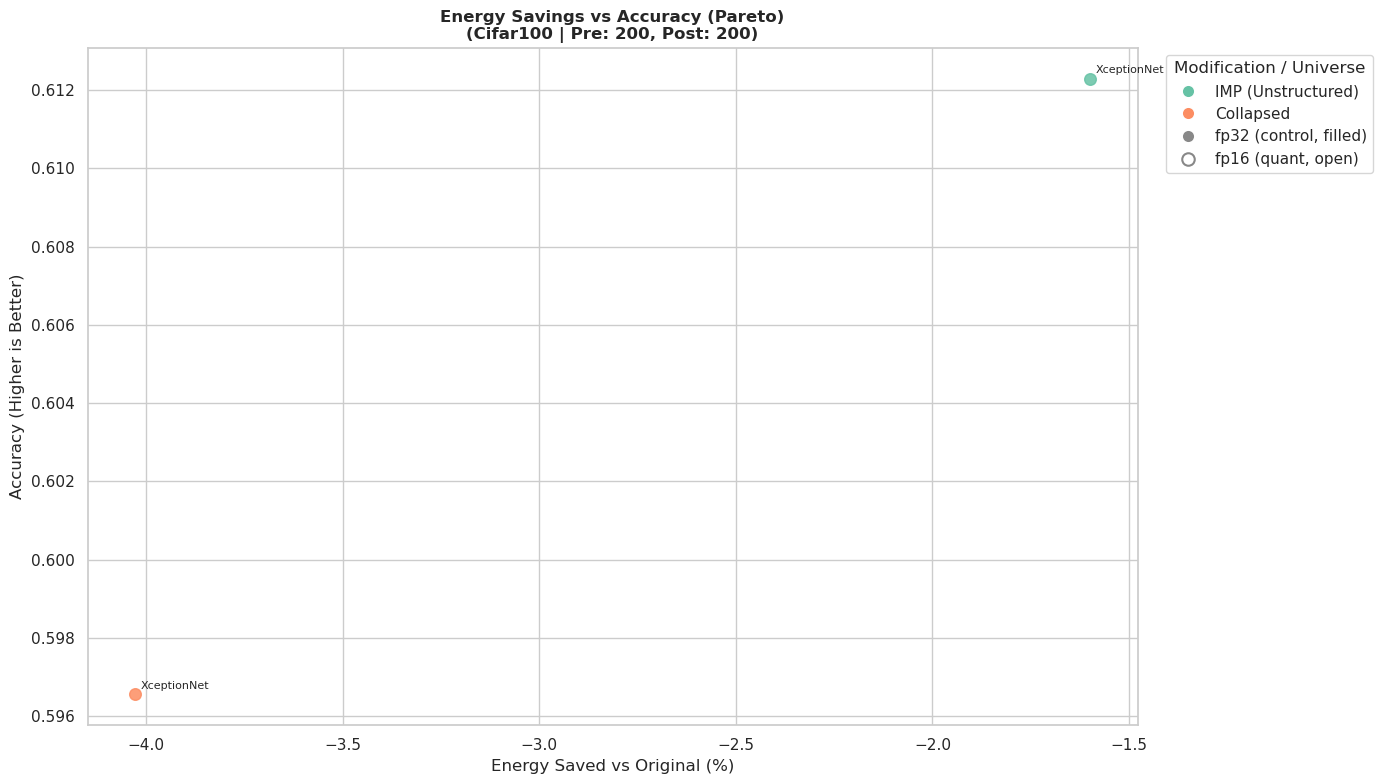 Energy Savings vs Accuracy (Pareto)
(Cifar100 | Pre: 200, Post: 200)
XceptionNet
Modification / Universe
IMP (Unstructured)
Collapsed
fp32 (control, filled)
fp16 (quant, open)
Accuracy (Higher is Better)
0.612
0.610
0.608
0.606
0.604
0.602
0.600
0.598
0.596
XceptionNet
−4.0
−3.5
−3.0
−2.5
−2.0
−1.5
Energy Saved vs Original (%)